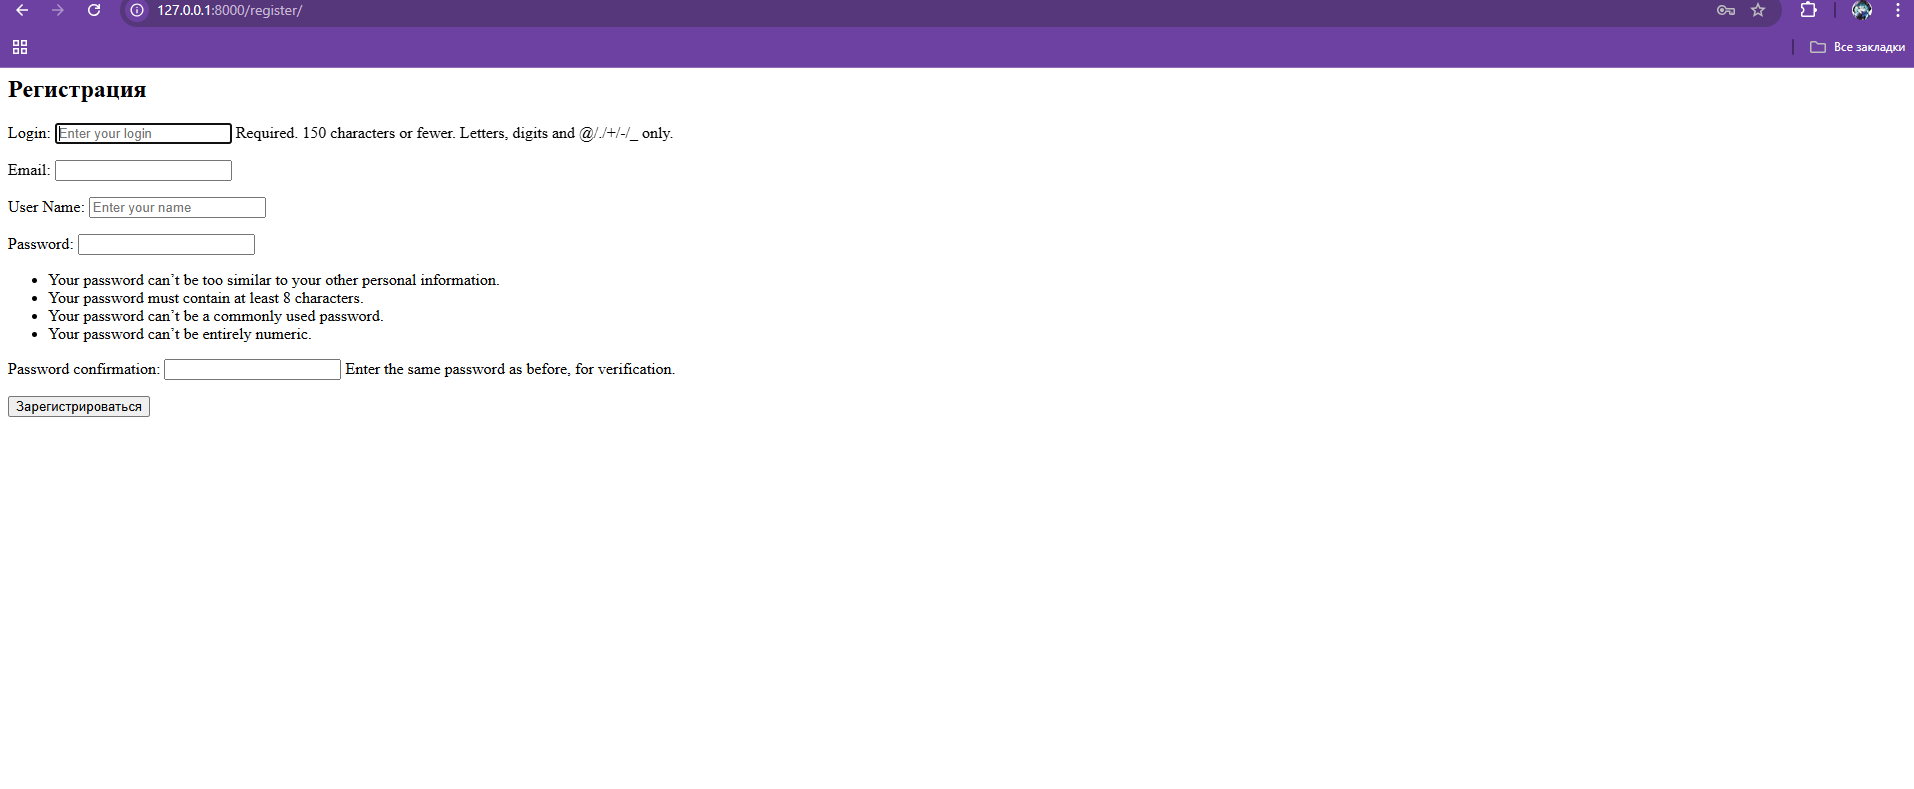 127.0.0.1:8000/register/
Все закладки
Регистрация
Login: Enter your login Required. 150 characters or fewer. Letters, digits and @/./+/-/_ only.
Email:
User Name: Enter your name
Password:
• Your password can’t be too similar to your other personal information.
• Your password must contain at least 8 characters.
• Your password can’t be a commonly used password.
• Your password can’t be entirely numeric.
Password confirmation: Enter the same password as before, for verification.
Зарегистрироваться